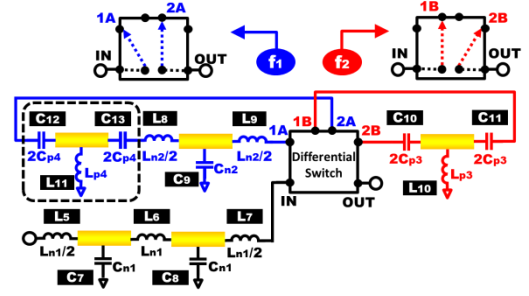 1A 2A 1B 2B
IN OUT f1 f2 IN OUT
C12 C13 L8 L9 1A 1B 2A 2B C10 C11
2Cp4 2Cp4 Ln2/2 Ln2/2 2Cp3 2Cp3
Differential
Switch
L11 Lp4 C9 Cn2 IN OUT L10 Lp3
L5 L6 L7
Ln1/2 Ln1 Ln1/2
C7 Cn1 C8 Cn1